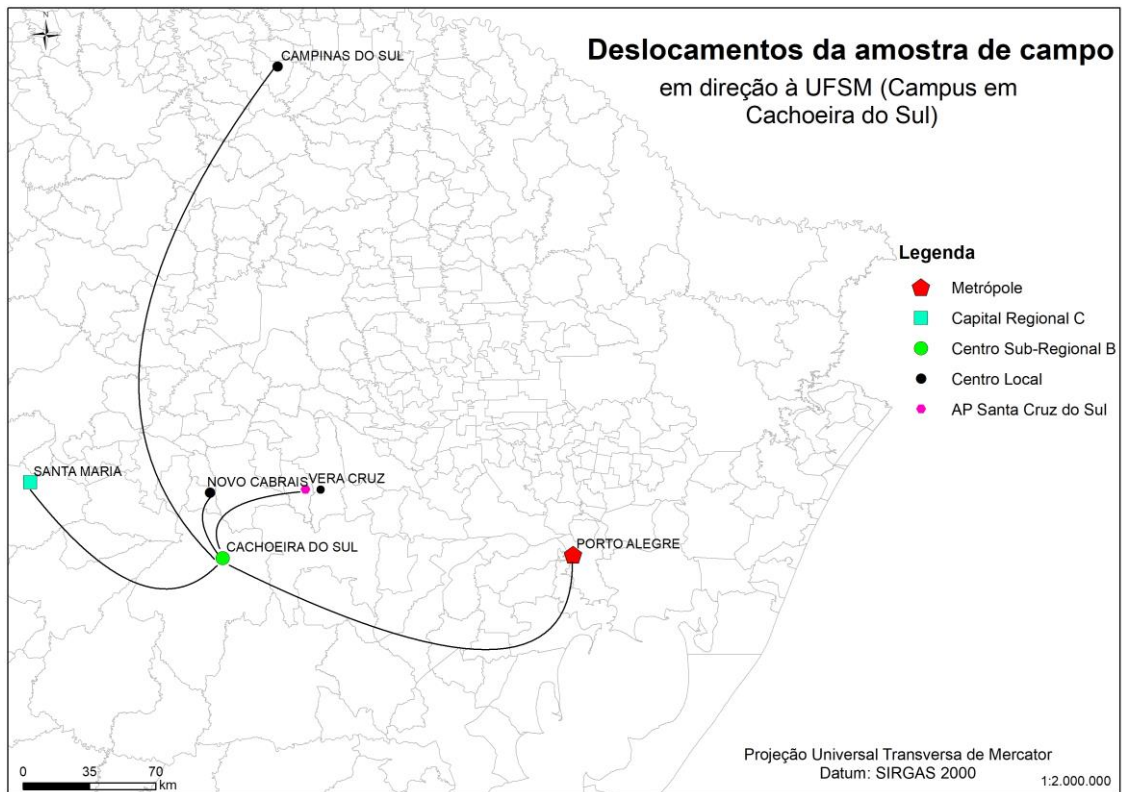 N
Deslocamentos da amostra de campo
em direção à UFSM (Campus em
Cachoeira do Sul)
CAMPINAS DO SUL
Legenda
Metrópole
Capital Regional C
Centro Sub-Regional B
Centro Local
AP Santa Cruz do Sul
SANTA MARIA
NOVO CABRAIS
VERA CRUZ
CACHOEIRA DO SUL
PORTO ALEGRE
Projeção Universal Transversa de Mercator
Datum: SIRGAS 2000
1:2.000.000
0 35 70
km